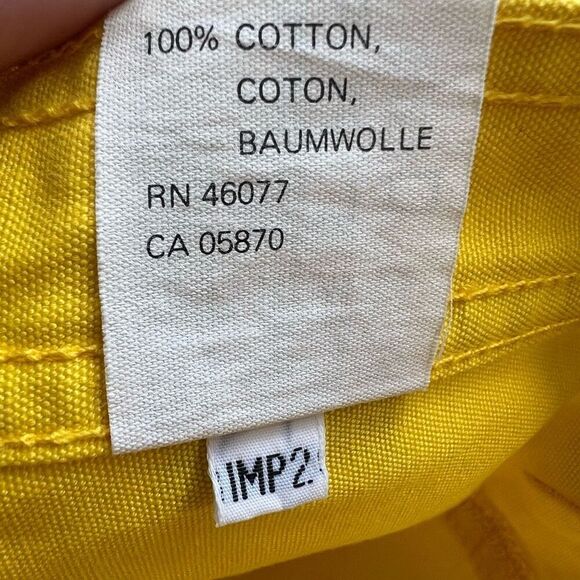 100% COTTON,
COTON,
BAUMWOLLE
RN 46077
CA 05870
IMP2